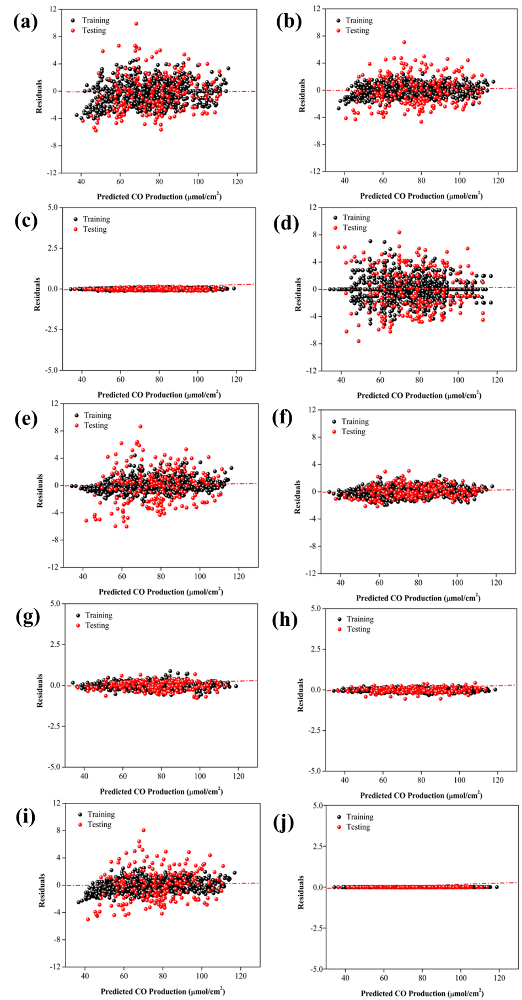 (a)
12
8
4
0
-4
-8
-12
Residuals
Training
Testing
40 60 80 100 120
Predicted CO Production (μmol/cm²)
(b)
12
8
4
0
-4
-8
-12
Residuals
Training
Testing
40 60 80 100 120
Predicted CO Production (μmol/cm²)
(c)
5.0
2.5
0.0
-2.5
-5.0
Residuals
Training
Testing
40 60 80 100 120
Predicted CO Production (μmol/cm²)
(d)
12
8
4
0
-4
-8
-12
Residuals
Training
Testing
40 60 80 100 120
Predicted CO Production (μmol/cm²)
(e)
12
8
4
0
-4
-8
-12
Residuals
Training
Testing
40 60 80 100 120
Predicted CO Production (μmol/cm²)
(f)
12
8
4
0
-4
-8
-12
Residuals
Training
Testing
40 60 80 100 120
Predicted CO Production (μmol/cm²)
(g)
5.0
2.5
0.0
-2.5
-5.0
Residuals
Training
Testing
40 60 80 100 120
Predicted CO Production (μmol/cm²)
(h)
5.0
2.5
0.0
-2.5
-5.0
Residuals
Training
Testing
40 60 80 100 120
Predicted CO Production (μmol/cm²)
(i)
12
8
4
0
-4
-8
-12
Residuals
Training
Testing
40 60 80 100 120
Predicted CO Production (μmol/cm²)
(j)
5.0
2.5
0.0
-2.5
-5.0
Residuals
Training
Testing
40 60 80 100 120
Predicted CO Production (μmol/cm²)